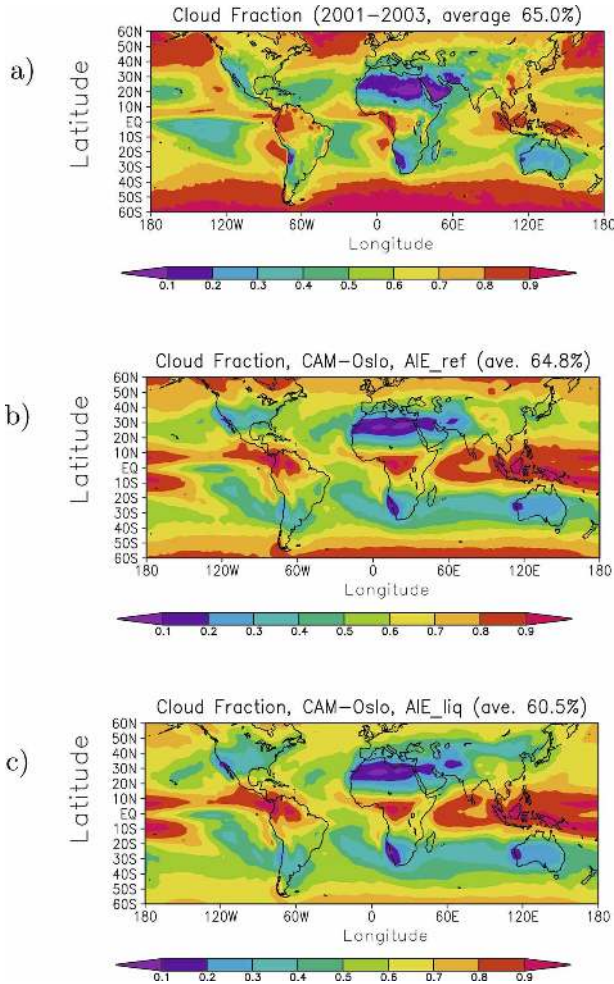 Cloud Fraction (2001-2003, average 65.0%)
a)
60N
50N
40N
30N
20N
10N
EQ
10S
20S
30S
40S
50S
60S
Latitude
180 120W 60W 0 60E 120E 180
Longitude
0.1 0.2 0.3 0.4 0.5 0.6 0.7 0.8 0.9
Cloud Fraction, CAM-Oslo, AIE_ref (ave. 64.8%)
b)
60N
50N
40N
30N
20N
10N
EQ
10S
20S
30S
40S
50S
60S
Latitude
180 120W 60W 0 60E 120E 180
Longitude
0.1 0.2 0.3 0.4 0.5 0.6 0.7 0.8 0.9
Cloud Fraction, CAM-Oslo, AIE_liq (ave. 60.5%)
c)
60N
50N
40N
30N
20N
10N
EQ
10S
20S
30S
40S
50S
60S
Latitude
180 120W 60W 0 60E 120E 180
Longitude
0.1 0.2 0.3 0.4 0.5 0.6 0.7 0.8 0.9